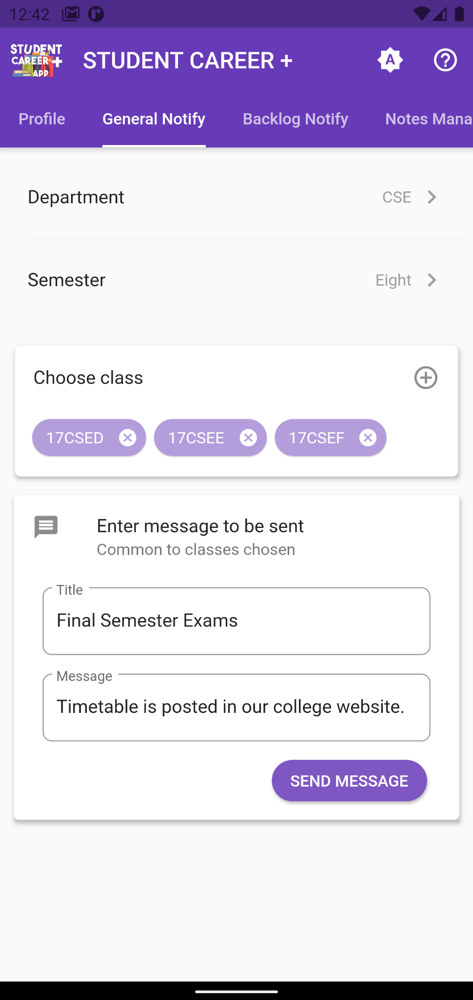 12:42
STUDENT
CAREER +
APP
STUDENT CAREER +
A
?
Profile
General Notify
Backlog Notify
Notes Mana
Department
CSE
Semester
Eight
Choose class
17CSED
17CSEE
17CSEF
Enter message to be sent
Common to classes chosen
Title
Final Semester Exams
Message
Timetable is posted in our college website.
SEND MESSAGE